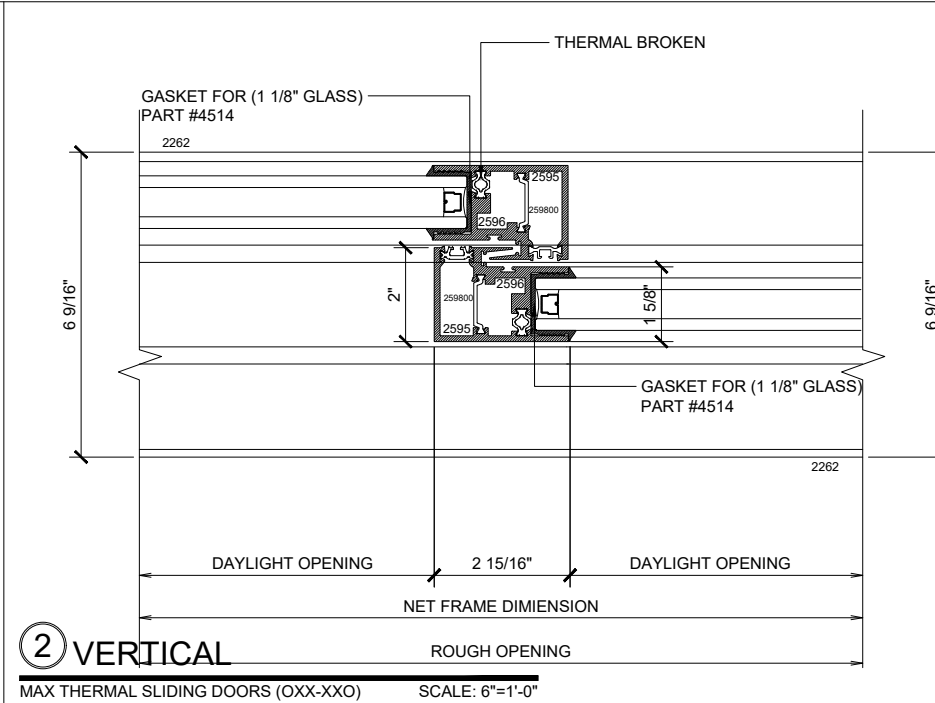 THERMAL BROKEN
GASKET FOR (1 1/8" GLASS)
PART #4514
2262
2595
259800
2596
6 9/16"
2"
2596
259800
2595
1 5/8"
6 9/16"
GASKET FOR (1 1/8" GLASS)
PART #4514
2262
DAYLIGHT OPENING
2 15/16"
DAYLIGHT OPENING
NET FRAME DIMIENSION
ROUGH OPENING
2 VERTICAL
MAX THERMAL SLIDING DOORS (OXX-XXO) SCALE: 6"=1'-0"